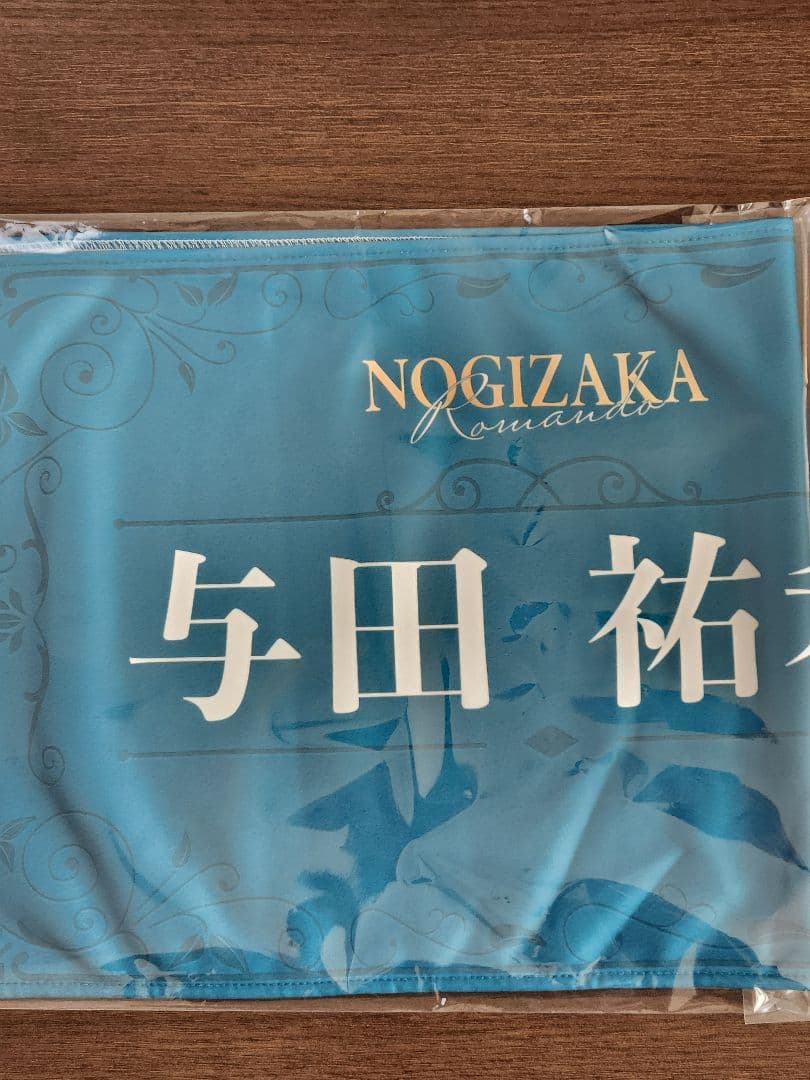 NOGIZAKA
Romando
与田 祐